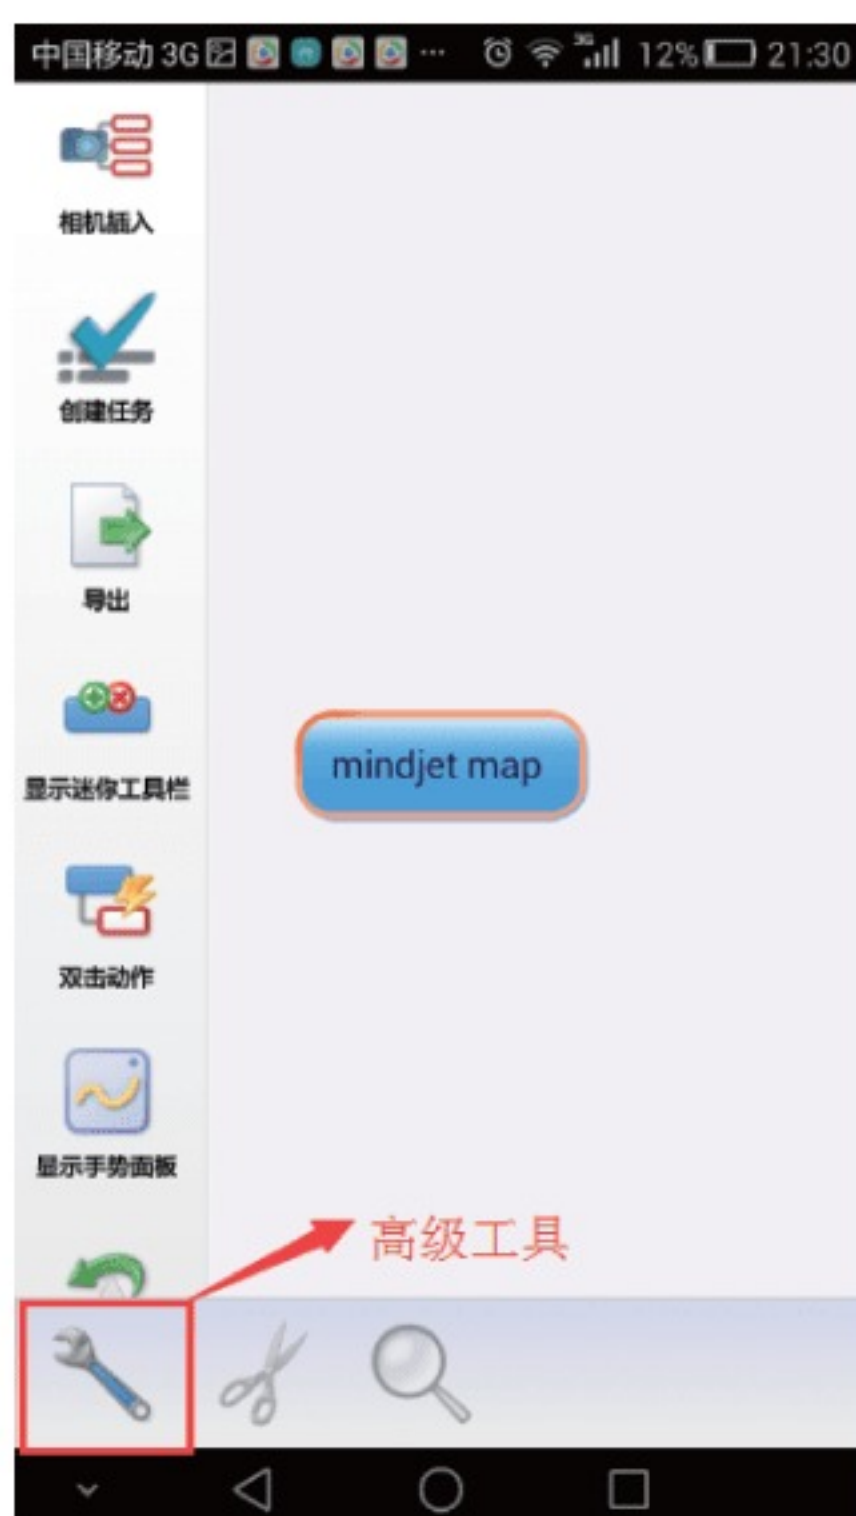 中国移动 3G 3G 12% 21:30
相机插入
创建任务
导出
显示迷你工具栏
mindjet map
双击动作
显示手势面板
高级工具